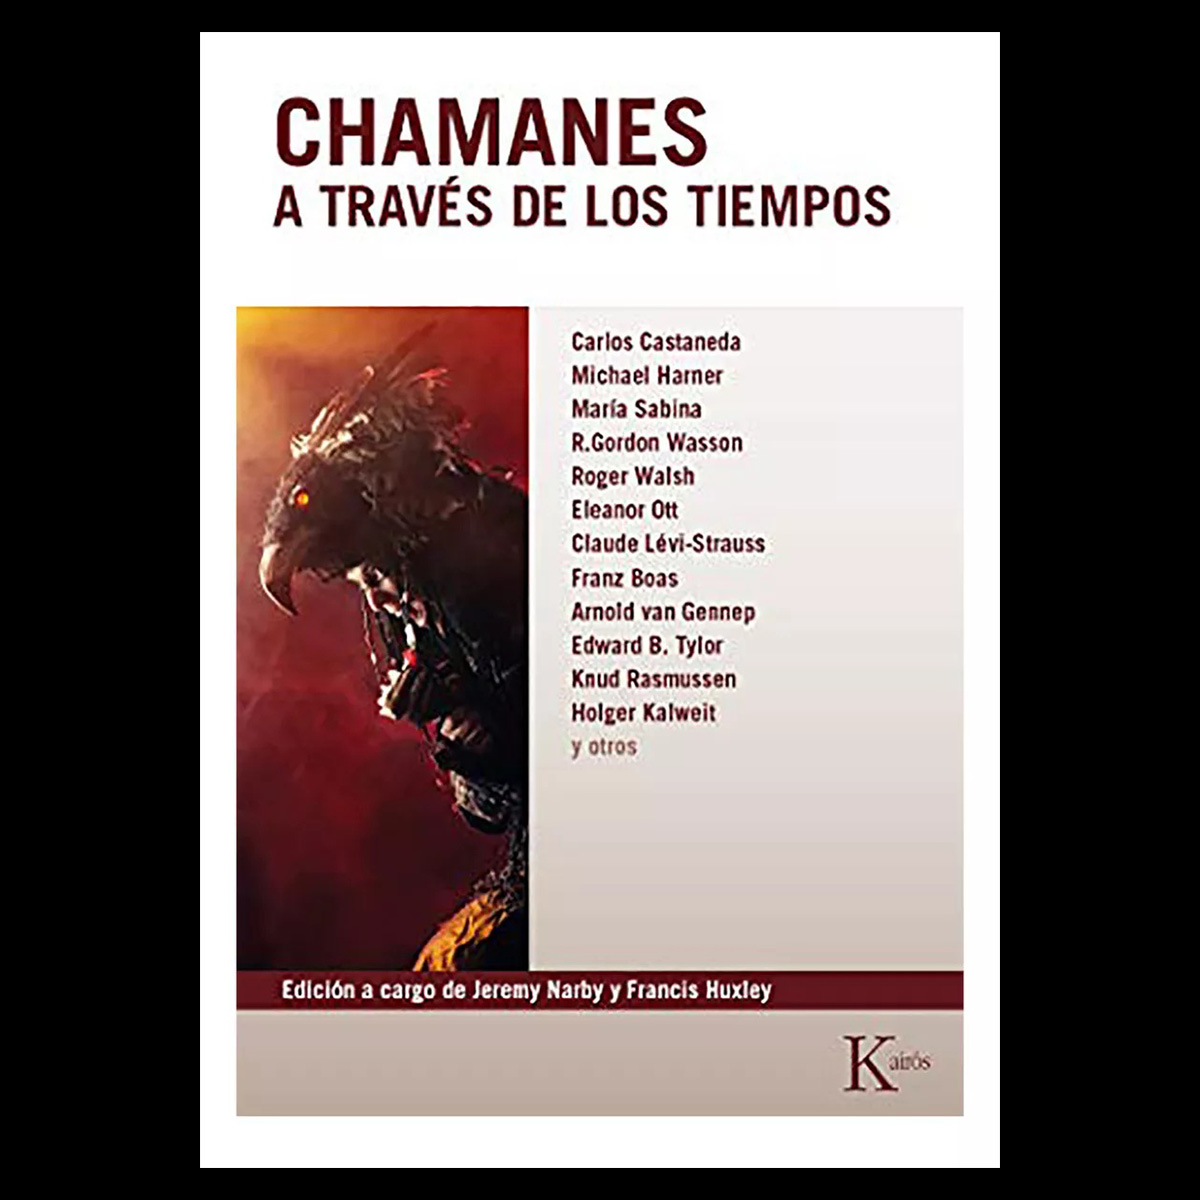 CHAMANES
A TRAVÉS DE LOS TIEMPOS
Carlos Castaneda
Michael Harner
María Sabina
R.Gordon Wasson
Roger Walsh
Eleanor Ott
Claude Lévi-Strauss
Franz Boas
Arnold van Gennep
Edward B. Tylor
Knud Rasmussen
Holger Kalweit
y otros
Edición a cargo de Jeremy Narby y Francis Huxley
Kairós